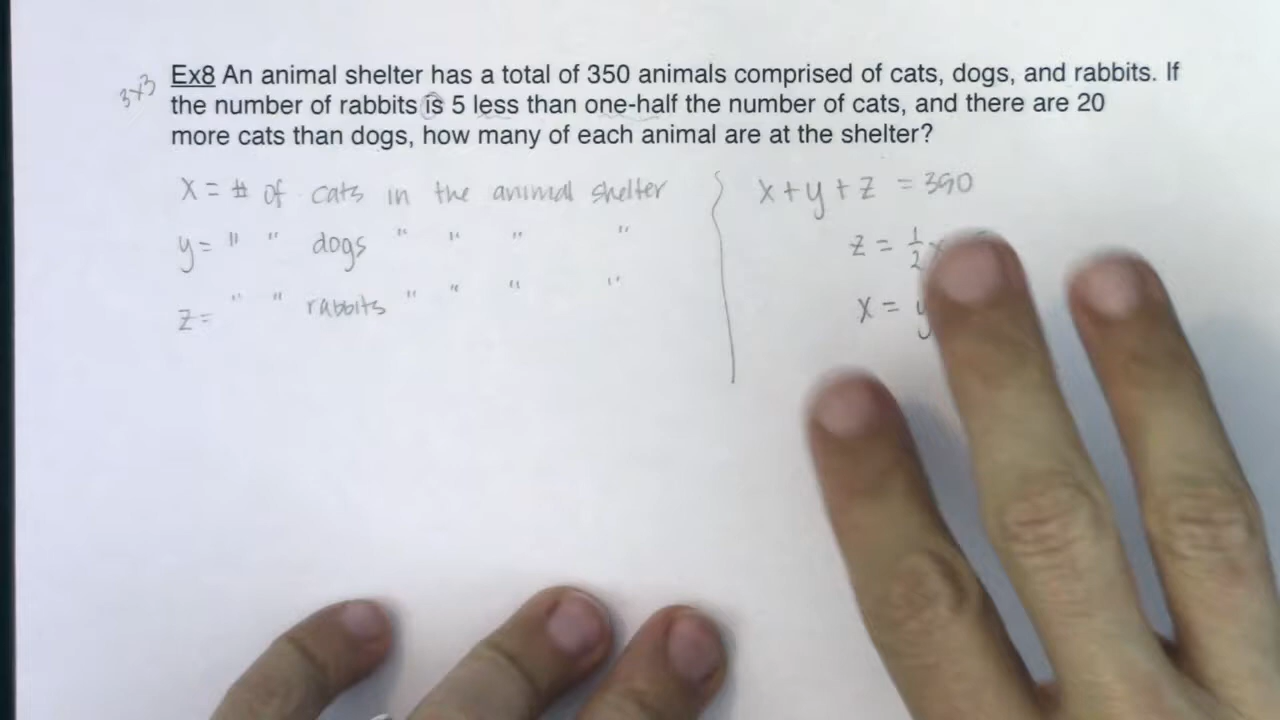 3x3
Ex8 An animal shelter has a total of 350 animals comprised of cats, dogs, and rabbits. If
the number of rabbits is 5 less than one-half the number of cats, and there are 20
more cats than dogs, how many of each animal are at the shelter?
x = # of cats in the animal shelter
y = " " dogs " " " "
z = " " rabbits " " " "
x + y + z = 390
z = 1/2 x
x = y